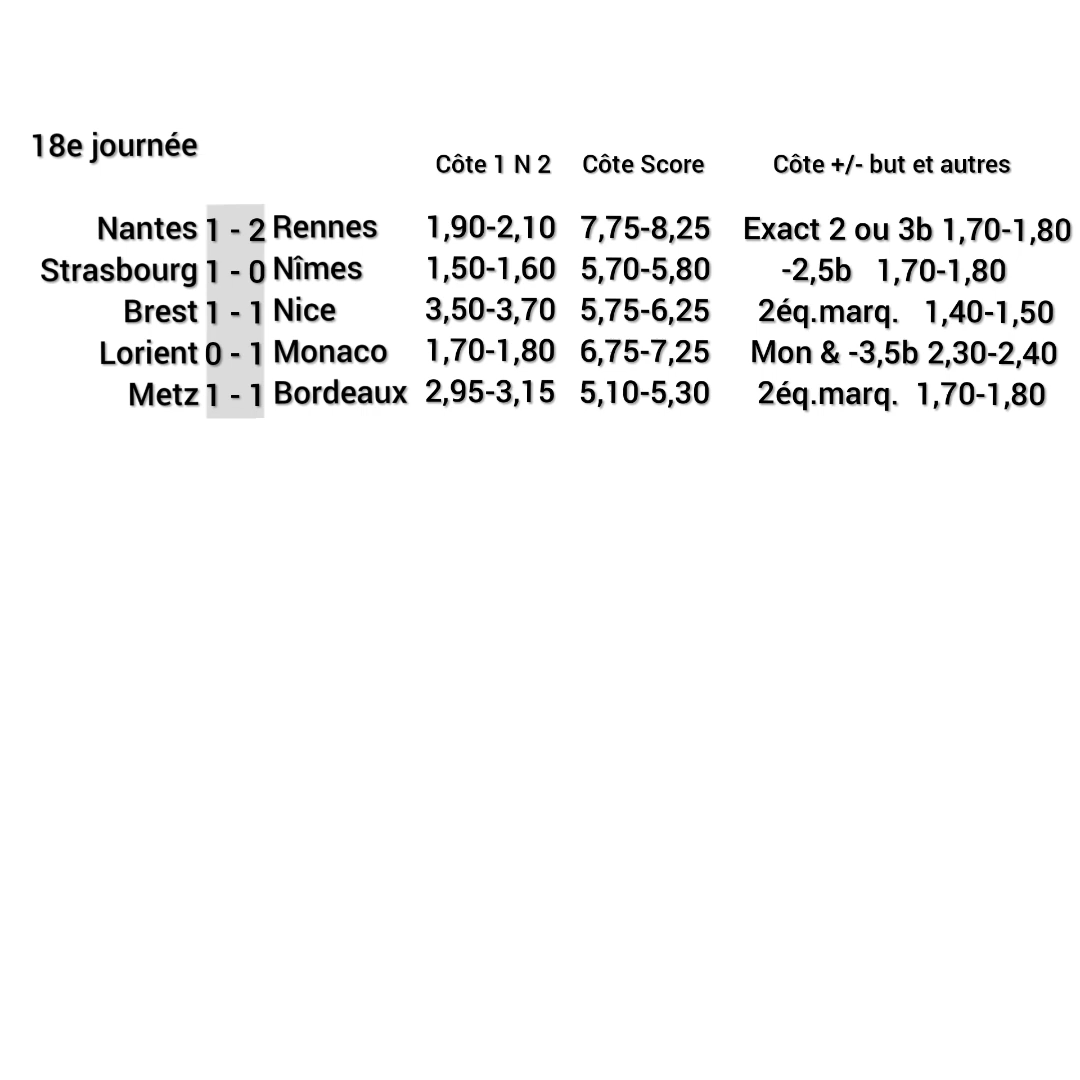 18e journée
Côte 1 N 2 Côte Score Côte +/- but et autres
Nantes 1 - 2 Rennes 1,90-2,10 7,75-8,25 Exact 2 ou 3b 1,70-1,80
Strasbourg 1 - 0 Nîmes 1,50-1,60 5,70-5,80 -2,5b 1,70-1,80
Brest 1 - 1 Nice 3,50-3,70 5,75-6,25 2éq.marq. 1,40-1,50
Lorient 0 - 1 Monaco 1,70-1,80 6,75-7,25 Mon & -3,5b 2,30-2,40
Metz 1 - 1 Bordeaux 2,95-3,15 5,10-5,30 2éq.marq. 1,70-1,80